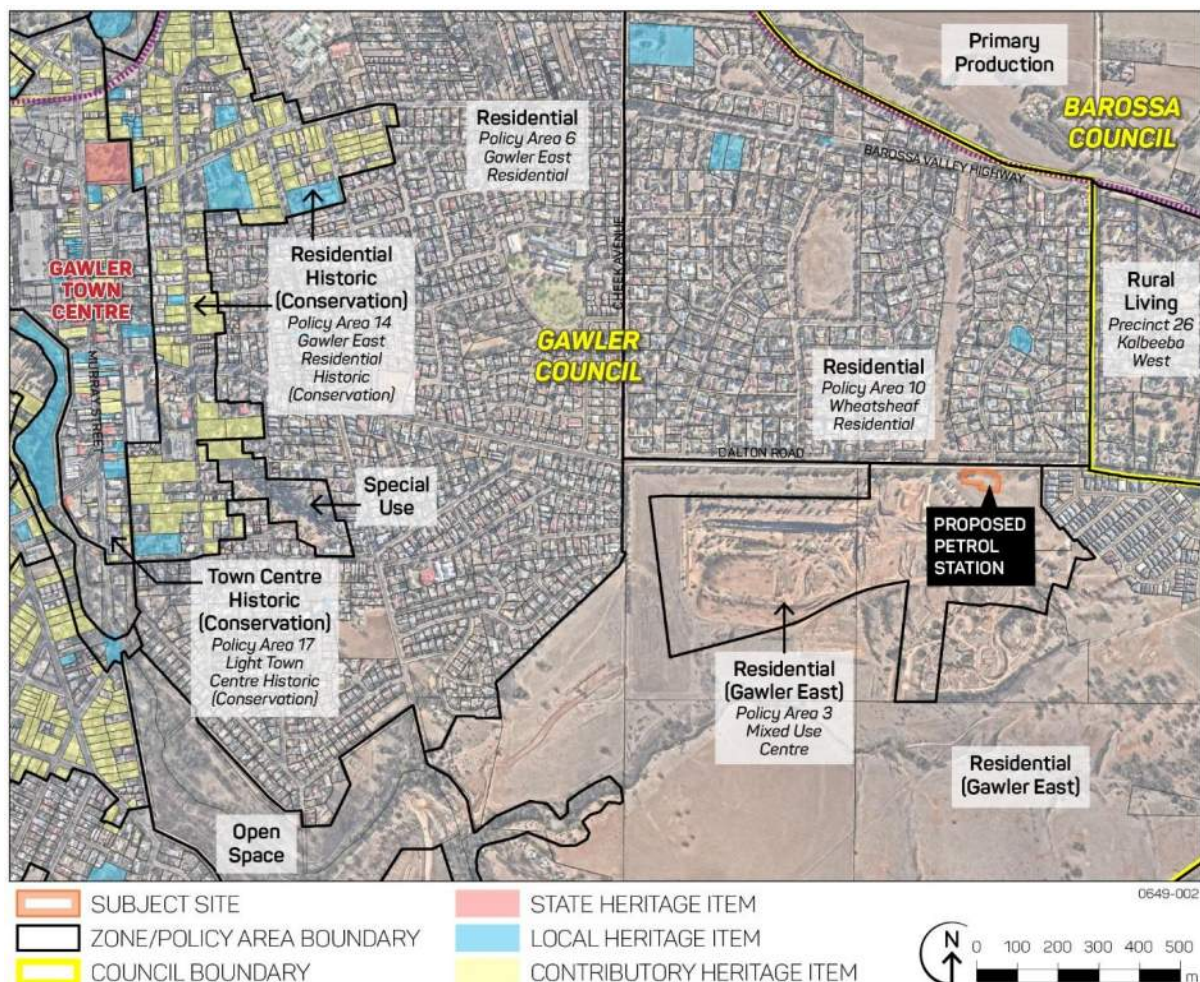 Primary
Production
BAROSSA
COUNCIL
Residential
Policy Area 6
Gawler East
Residential
BAROSSA VALLEY HIGHWAY
CHEEK AVENUE
GAWLER
TOWN
CENTRE
Residential
Historic
(Conservation)
Policy Area 14
Gawler East
Residential
Historic
(Conservation)
Rural
Living
Precinct 26
Kalbeeba
West
GAWLER
COUNCIL
MURRAY STREET
Residential
Policy Area 10
Wheatsheaf
Residential
CALTON ROAD
Special
Use
PROPOSED
PETROL
STATION
Town Centre
Historic
(Conservation)
Policy Area 17
Light Town
Centre Historic
(Conservation)
Residential
(Gawler East)
Policy Area 3
Mixed Use
Centre
Residential
(Gawler East)
Open
Space
0649-002
SUBJECT SITE
STATE HERITAGE ITEM
ZONE/POLICY AREA BOUNDARY
LOCAL HERITAGE ITEM
COUNCIL BOUNDARY
CONTRIBUTORY HERITAGE ITEM
N
0 100 200 300 400 500
m